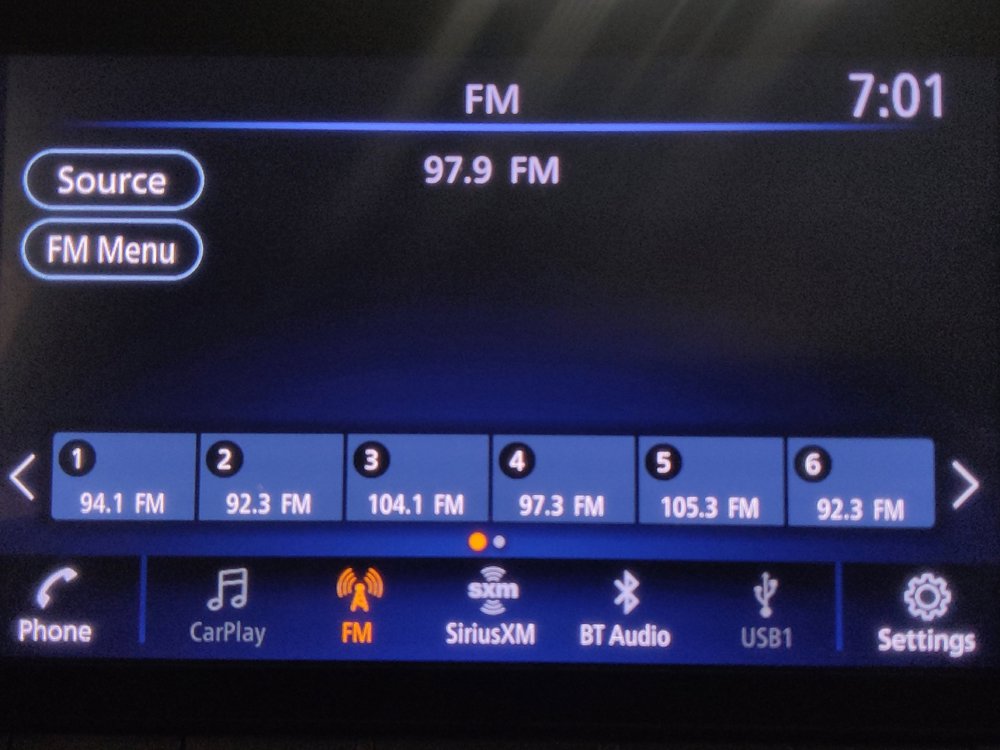 FM
7:01
Source
97.9 FM
FM Menu
1 2 3 4 5 6
94.1 FM 92.3 FM 104.1 FM 97.3 FM 105.3 FM 92.3 FM
sxm
Phone CarPlay FM SiriusXM BT Audio USB1 Settings